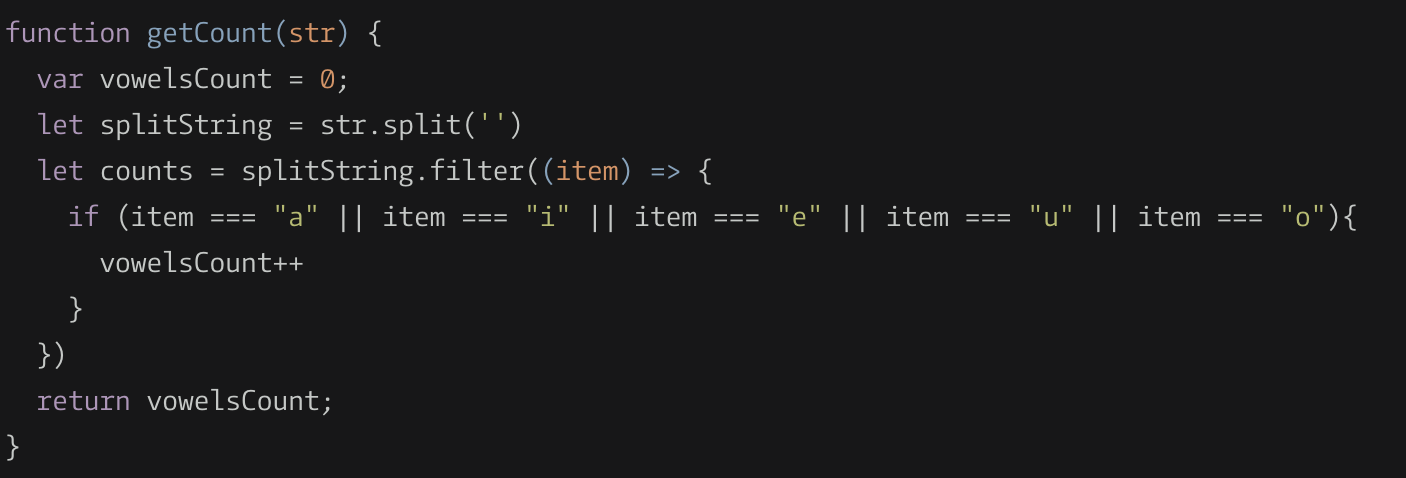 function getCount(str) {
  var vowelsCount = 0;
  let splitString = str.split('')
  let counts = splitString.filter((item) => {
    if (item === "a" || item === "i" || item === "e" || item === "u" || item === "o"){
      vowelsCount++
    }
  })
  return vowelsCount;
}